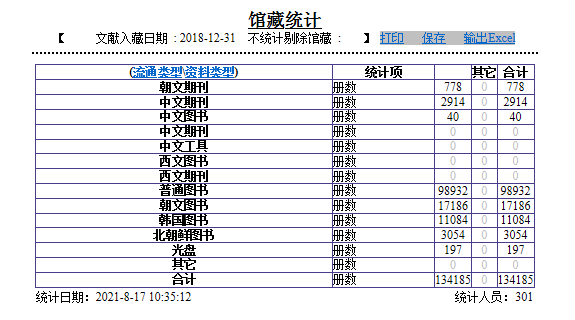 馆藏统计
【 文献入藏日期 : 2018-12-31 不统计剔除馆藏 : 】 打印 保存 输出Excel
(流通类型\资料类型) 统计项 其它 合计
朝文期刊 册数 778 0 778
中文期刊 册数 2914 0 2914
中文图书 册数 40 0 40
中文期刊 册数 0 0 0
中文工具 册数 0 0 0
西文图书 册数 0 0 0
西文期刊 册数 0 0 0
普通图书 册数 98932 0 98932
朝文图书 册数 17186 0 17186
韩国图书 册数 11084 0 11084
北朝鲜图书 册数 3054 0 3054
光盘 册数 197 0 197
其它 册数 0 0 0
合计 册数 134185 0 134185
统计日期: 2021-8-17 10:35:12 统计人员: 301